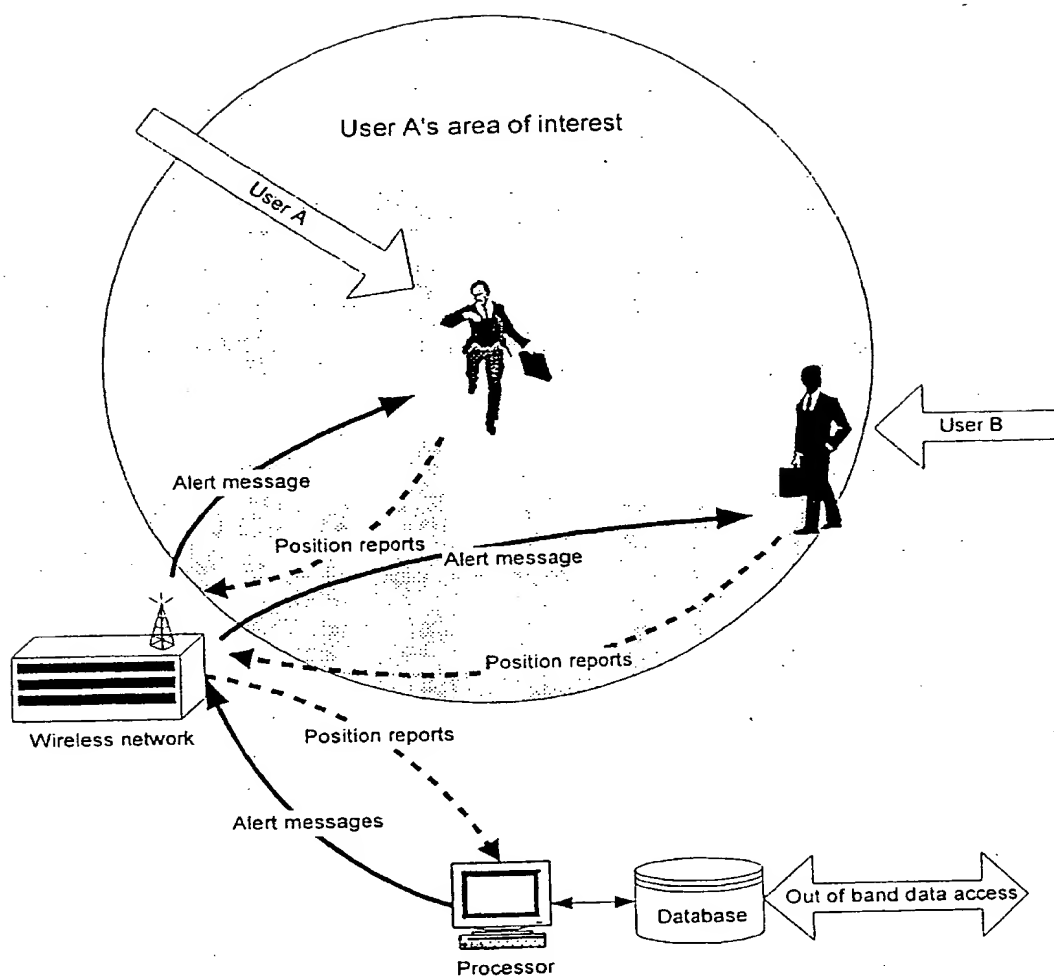 User A's area of interest
User A
User B
Alert message
Position reports
Alert message
Position reports
Wireless network
Position reports
Alert messages
Out of band data access
Database
Processor